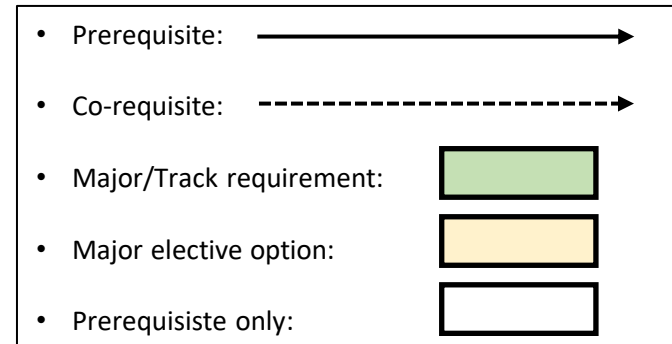 • Prerequisite:
• Co-requisite:
• Major/Track requirement:
• Major elective option:
• Prerequisiste only: